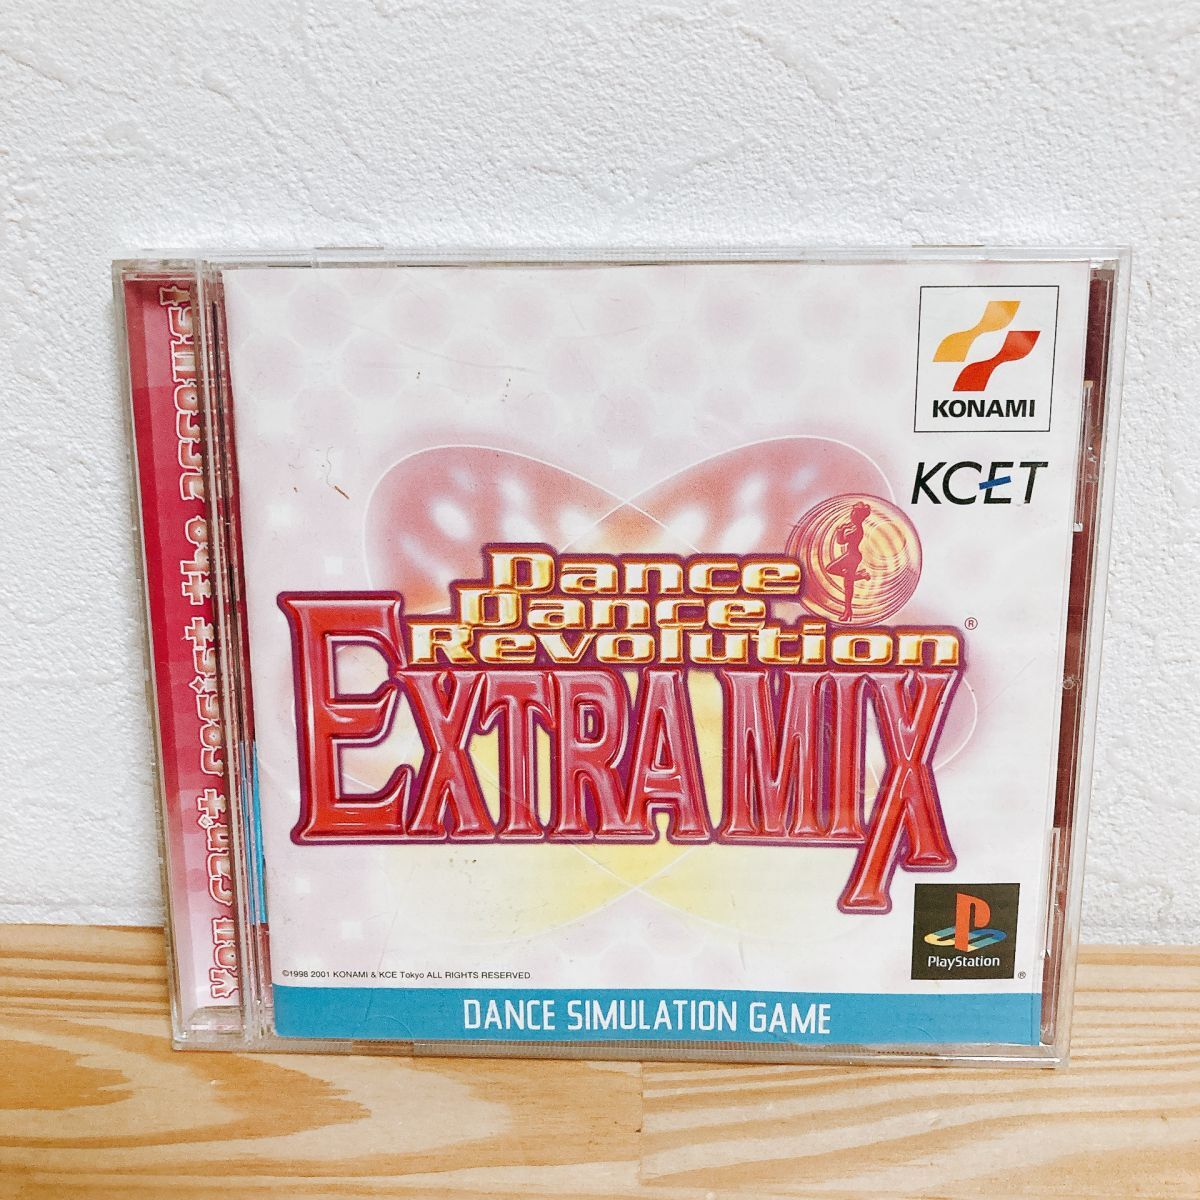 You can't resist the accoust
KONAMI
KCET
Dance
Dance
Revolution ®
EXTRA MIX
PlayStation
®
©1998 2001 KONAMI & KCE Tokyo ALL RIGHTS RESERVED.
DANCE SIMULATION GAME